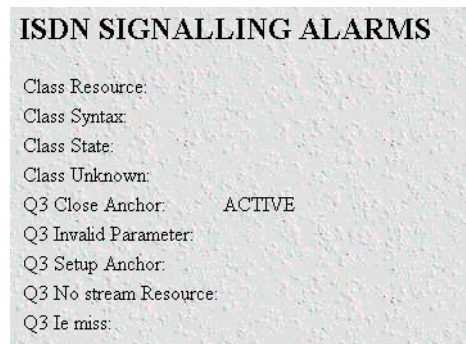 ISDN SIGNALLING ALARMS
Class Resource:
Class Syntax:
Class State:
Class Unknown:
Q3 Close Anchor: ACTIVE
Q3 Invalid Parameter:
Q3 Setup Anchor:
Q3 No stream Resource:
Q3 Ie miss: